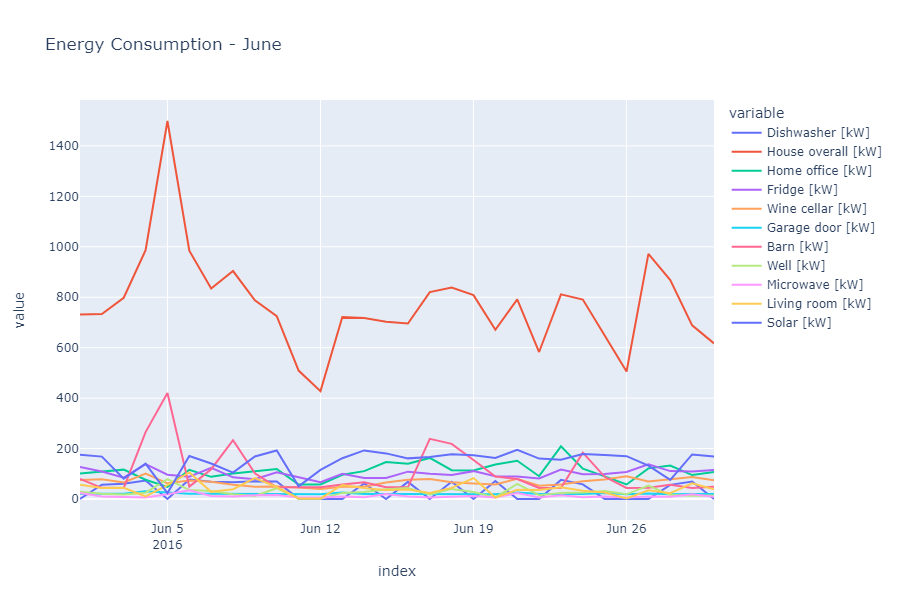 Energy Consumption - June
value
1400
1200
1000
800
600
400
200
0
Jun 5
2016
Jun 12
Jun 19
Jun 26
index
variable
Dishwasher [kW]
House overall [kW]
Home office [kW]
Fridge [kW]
Wine cellar [kW]
Garage door [kW]
Barn [kW]
Well [kW]
Microwave [kW]
Living room [kW]
Solar [kW]